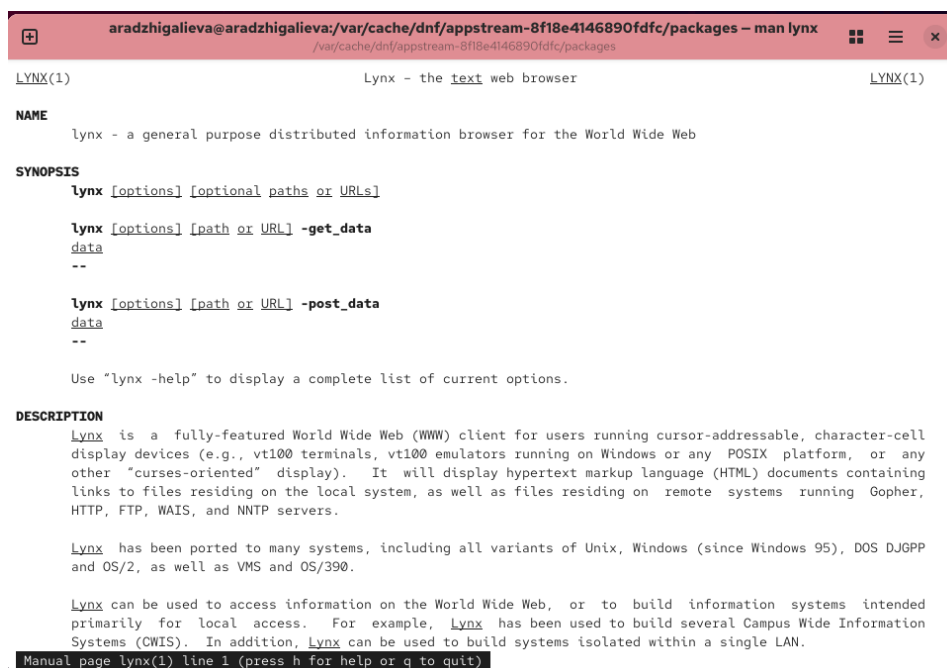 aradzhigalieva@aradzhigalieva:/var/cache/dnf/appstream-8f18e4146890fdfc/packages — man lynx
/var/cache/dnf/appstream-8f18e4146890fdfc/packages
LYNX(1) Lynx – the text web browser LYNX(1)
NAME
lynx - a general purpose distributed information browser for the World Wide Web
SYNOPSIS
lynx [options] [optional paths or URLs]
lynx [options] [path or URL] -get_data
data
--
lynx [options] [path or URL] -post_data
data
--
Use “lynx -help” to display a complete list of current options.
DESCRIPTION
Lynx is a fully-featured World Wide Web (WWW) client for users running cursor-addressable, character-cell
display devices (e.g., vt100 terminals, vt100 emulators running on Windows or any POSIX platform, or any
other “curses-oriented” display). It will display hypertext markup language (HTML) documents containing
links to files residing on the local system, as well as files residing on remote systems running Gopher,
HTTP, FTP, WAIS, and NNTP servers.
Lynx has been ported to many systems, including all variants of Unix, Windows (since Windows 95), DOS DJGPP
and OS/2, as well as VMS and OS/390.
Lynx can be used to access information on the World Wide Web, or to build information systems intended
primarily for local access. For example, Lynx has been used to build several Campus Wide Information
Systems (CWIS). In addition, Lynx can be used to build systems isolated within a single LAN.
Manual page lynx(1) line 1 (press h for help or q to quit)